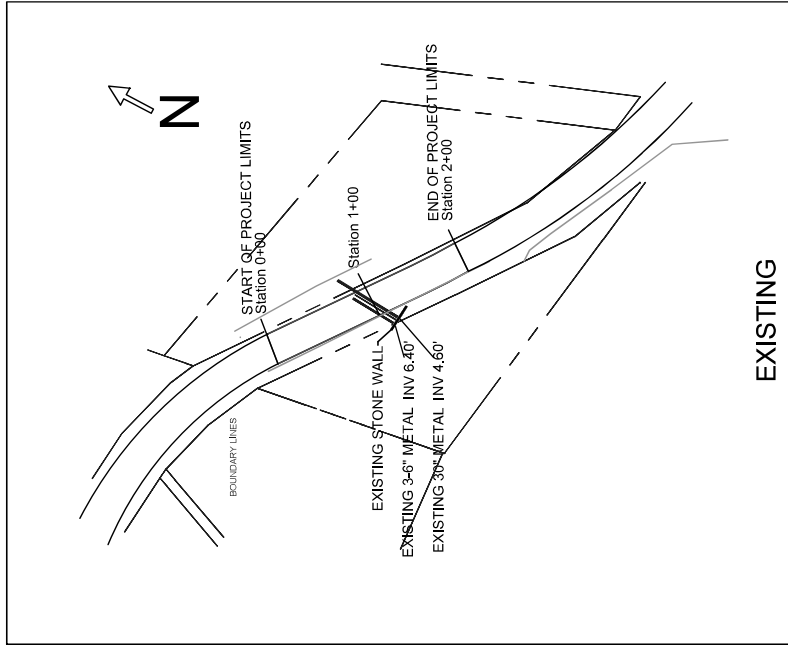 N
START OF PROJECT LIMITS
Station 0+00
Station 1+00
END OF PROJECT LIMITS
Station 2+00
BOUNDARY LINES
EXISTING STONE WALL
EXISTING 3-6" METAL INV 6.40'
EXISTING 30" METAL INV 4.60'
EXISTING